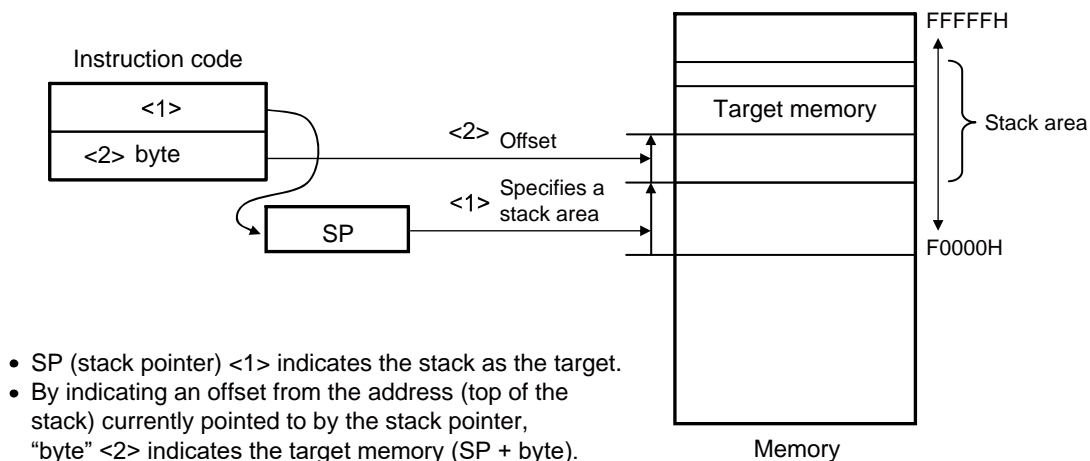 FFFFFH
Instruction code
<1>
<2> byte
SP
<2> Offset
<1> Specifies a
stack area
Target memory
Stack area
F0000H
• SP (stack pointer) <1> indicates the stack as the target.
• By indicating an offset from the address (top of the
stack) currently pointed to by the stack pointer,
“byte” <2> indicates the target memory (SP + byte).
Memory